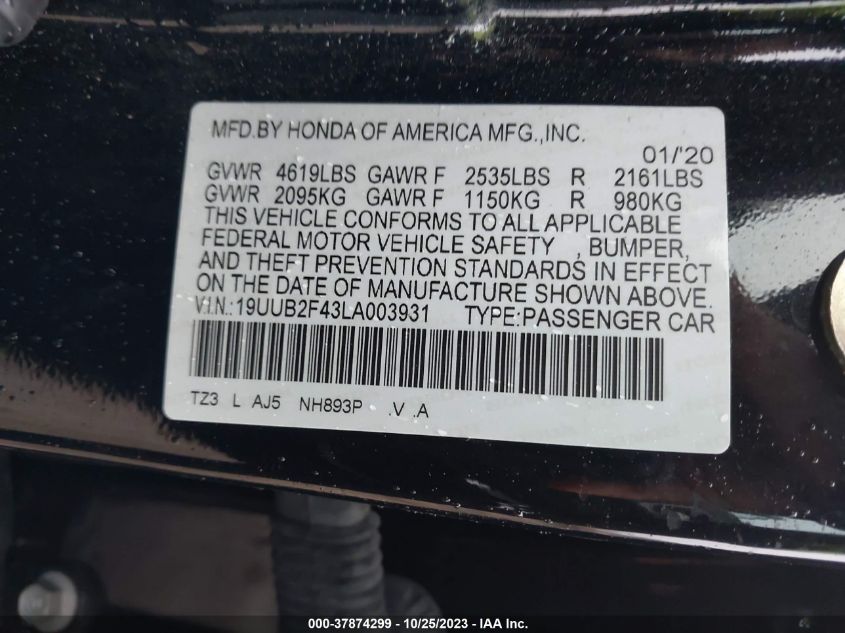 MFD.BY HONDA OF AMERICA MFG.,INC.
01/'20
GVWR 4619LBS GAWR F 2535LBS R 2161LBS
GVWR 2095KG GAWR F 1150KG R 980KG
THIS VEHICLE CONFORMS TO ALL APPLICABLE
FEDERAL MOTOR VEHICLE SAFETY , BUMPER,
AND THEFT PREVENTION STANDARDS IN EFFECT
ON THE DATE OF MANUFACTURE SHOWN ABOVE.
V.I.N.:19UUB2F43LA003931 TYPE:PASSENGER CAR
TZ3 L AJ5 NH893P .V .A
000-37874299 - 10/25/2023 - IAA Inc.